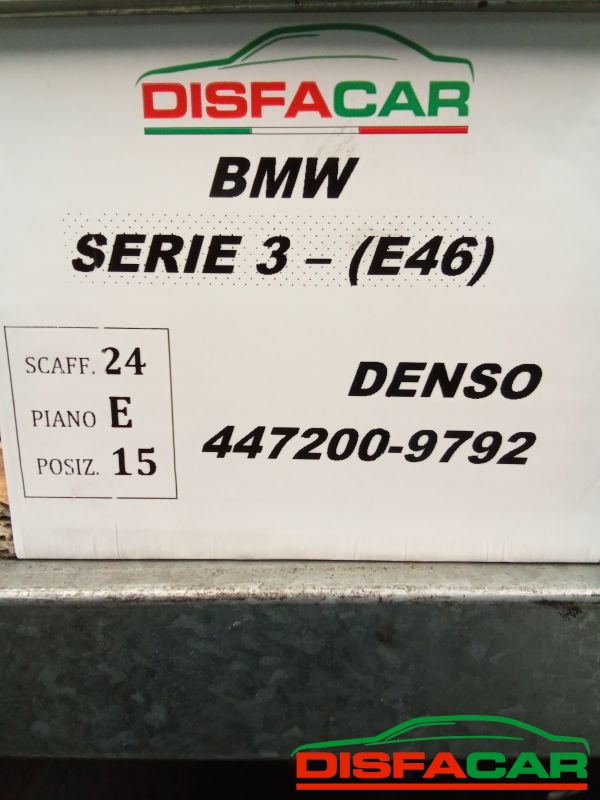 DISFACAR
BMW
SERIE 3 – (E46)
SCAFF. 24
PIANO E
POSIZ. 15
DENSO
447200-9792
DISFACAR